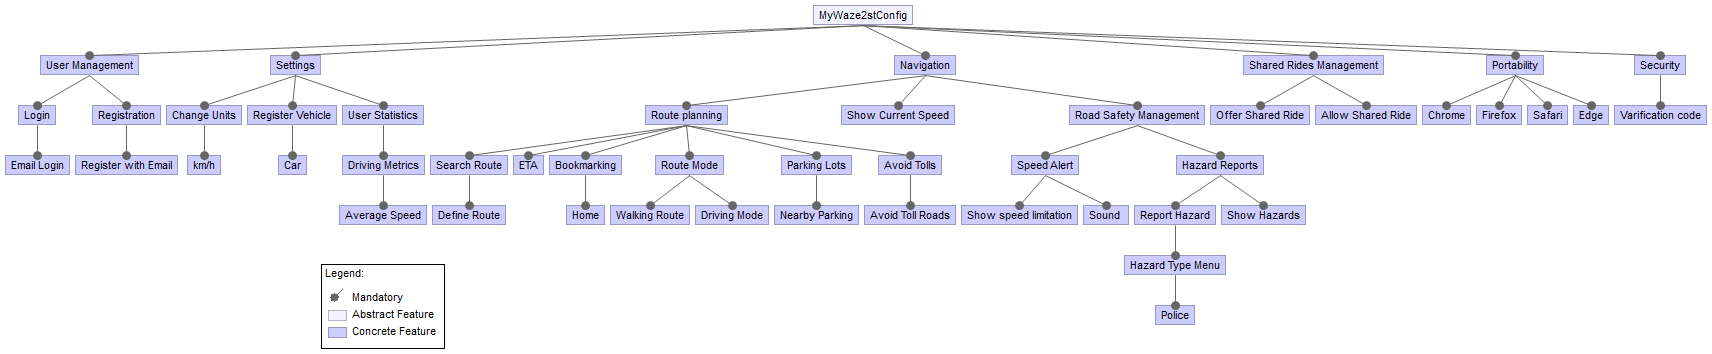 MyWaze2stConfig
User Management
Settings
Navigation
Shared Rides Management
Portability
Security
Login
Registration
Change Units
Register Vehicle
User Statistics
Route planning
Show Current Speed
Road Safety Management
Offer Shared Ride
Allow Shared Ride
Chrome
Firefox
Safari
Edge
Varification code
Email Login
Register with Email
km/h
Car
Driving Metrics
Search Route
ETA
Bookmarking
Route Mode
Parking Lots
Avoid Tolls
Speed Alert
Hazard Reports
Average Speed
Define Route
Home
Walking Route
Driving Mode
Nearby Parking
Avoid Toll Roads
Show speed limitation
Sound
Report Hazard
Show Hazards
Hazard Type Menu
Police
Legend:
Mandatory
Abstract Feature
Concrete Feature